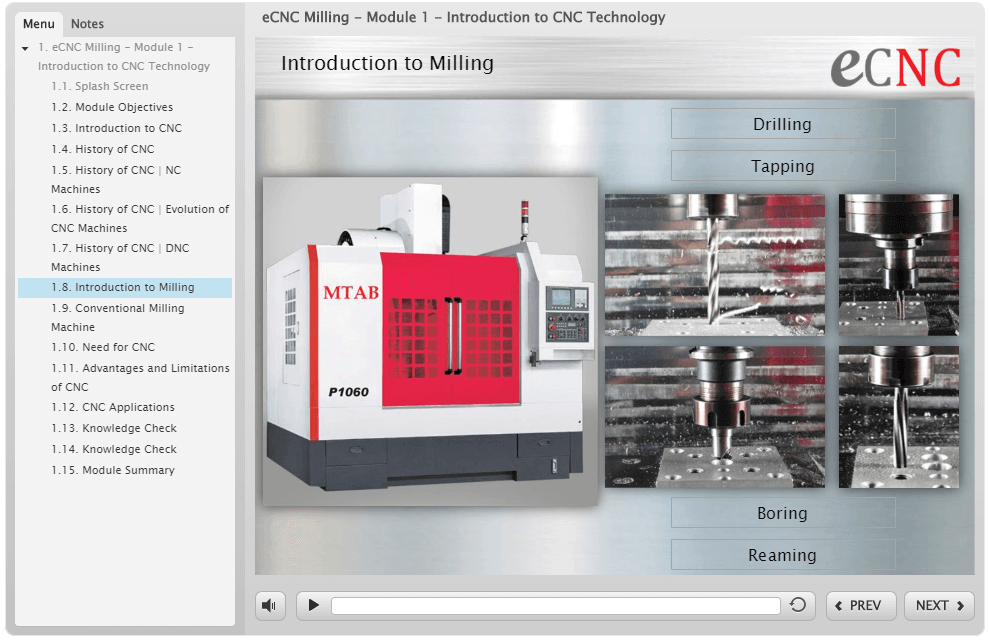 Menu Notes
1. eCNC Milling - Module 1 -
Introduction to CNC Technology
1.1. Splash Screen
1.2. Module Objectives
1.3. Introduction to CNC
1.4. History of CNC
1.5. History of CNC | NC
Machines
1.6. History of CNC | Evolution of
CNC Machines
1.7. History of CNC | DNC
Machines
1.8. Introduction to Milling
1.9. Conventional Milling
Machine
1.10. Need for CNC
1.11. Advantages and Limitations
of CNC
1.12. CNC Applications
1.13. Knowledge Check
1.14. Knowledge Check
1.15. Module Summary
eCNC Milling - Module 1 - Introduction to CNC Technology
Introduction to Milling
eCNC
Drilling
Tapping
MTAB
P1060
Boring
Reaming
PREV
NEXT